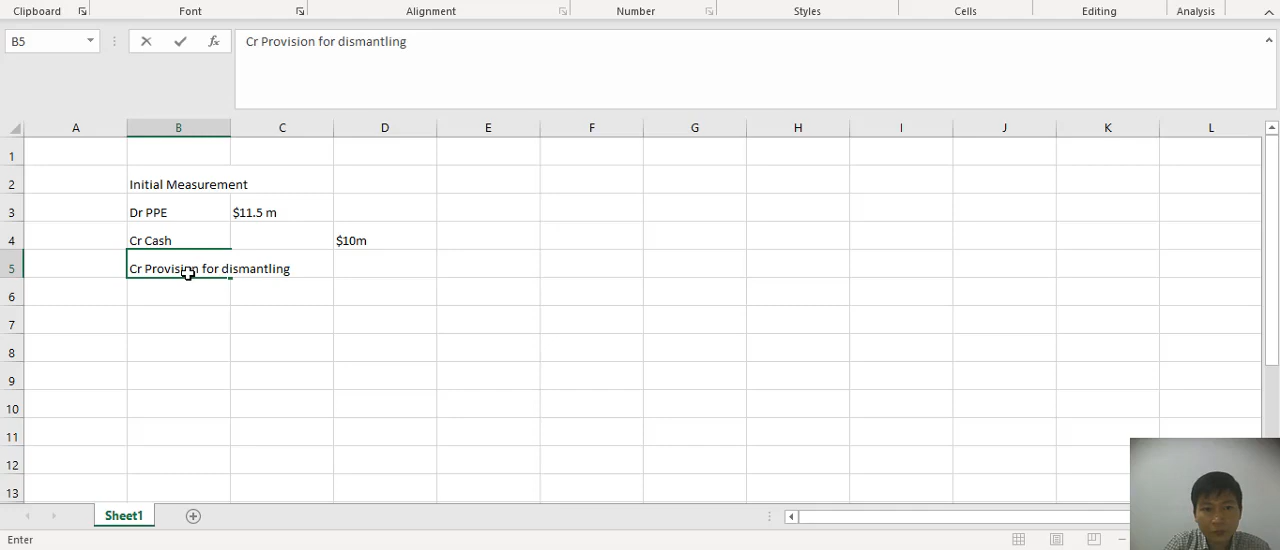 Clipboard Font Alignment Number Styles Cells Editing Analysis
B5 fx Cr Provision for dismantling
A B C D E F G H I J K L
1
2 Initial Measurement
3 Dr PPE $11.5 m
4 Cr Cash $10m
5 Cr Provision for dismantling
6
7
8
9
10
11
12
13
Sheet1
Enter